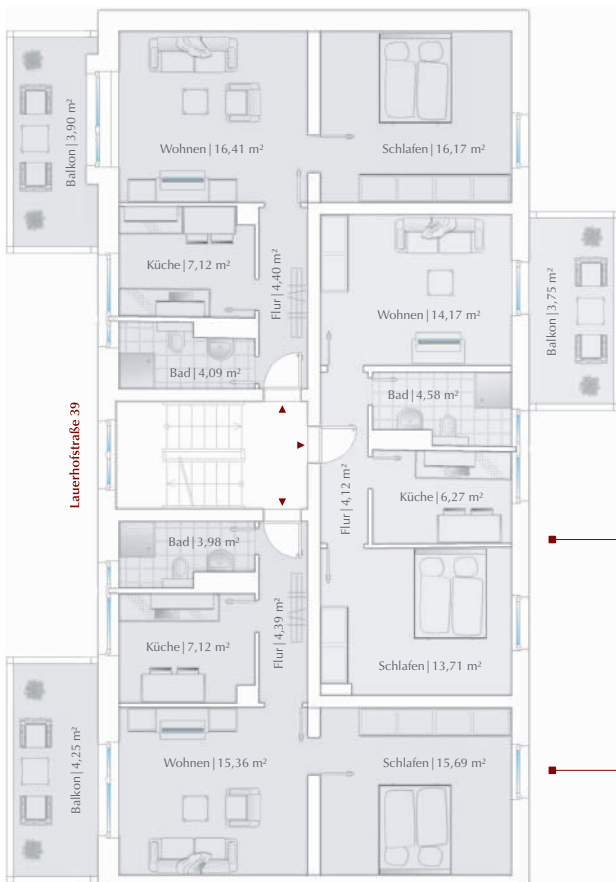 Wohnen | 16,41 m²
Schlafen | 16,17 m²
Balkon | 3,90 m²
Küche | 7,12 m²
Flur | 4,40 m²
Wohnen | 14,17 m²
Balkon | 3,75 m²
Bad | 4,09 m²
Bad | 4,58 m²
Lauerhofstraße 39
Flur | 4,12 m²
Küche | 6,27 m²
Bad | 3,98 m²
Küche | 7,12 m²
Flur | 4,39 m²
Schlafen | 13,71 m²
Balkon | 4,25 m²
Wohnen | 15,36 m²
Schlafen | 15,69 m²